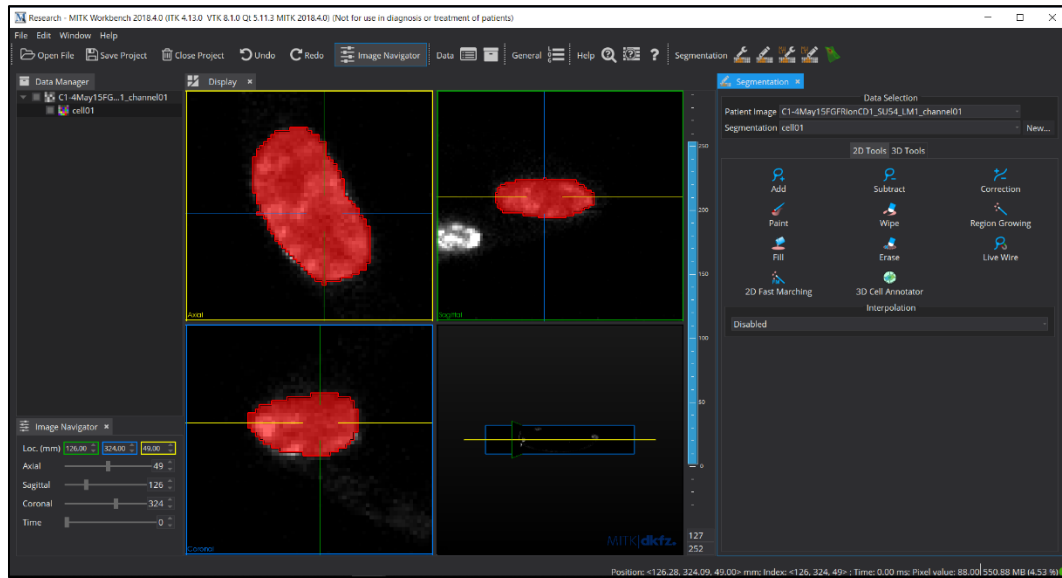 Research - MITK Workbench 2018.4.0 (ITK 4.13.0 VTK 8.1.0 Qt 5.11.3 MITK 2018.4.0) (Not for use in diagnosis or treatment of patients)
File Edit Window Help
Open File Save Project Close Project Undo Redo Image Navigator Data General Help Segmentation
Data Manager
C1-4May15FG...1_channel01
cell01
Display
Axial
Sagittal
Coronal
MITK|dkfz.
250
200
150
100
50
0
127
252
Image Navigator
Loc. (mm) 126.00 324.00 49.00
Axial 49
Sagittal 126
Coronal 324
Time 0
Segmentation
Data Selection
Patient Image C1-4May15FGFRionCD1_SU54_LM1_channel01
Segmentation cell01 New...
2D Tools 3D Tools
Add Subtract Correction
Paint Wipe Region Growing
Fill Erase Live Wire
2D Fast Marching 3D Cell Annotator
Interpolation
Disabled
Position: <126.28, 324.09, 49.00> mm; Index: <126, 324, 49> ; Time: 0.00 ms; Pixel value: 88.00 550.88 MB (4.53 %)